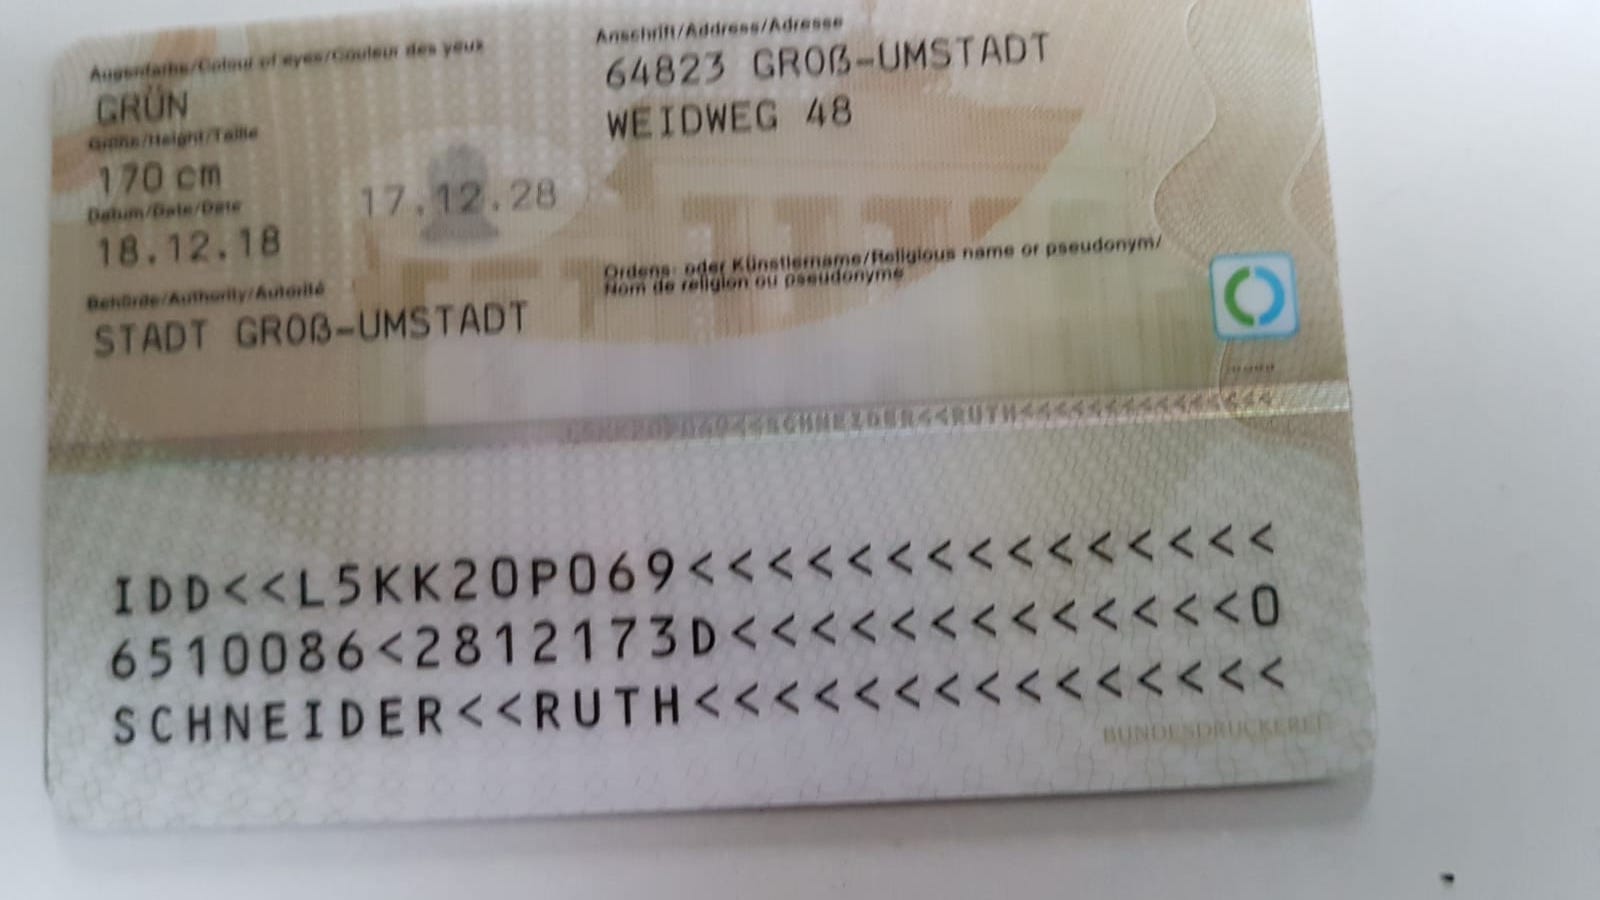 Augenfarbe/Colour of eyes/Couleur des yeux
GRÜN
Größe/Height/Taille
170 cm
Datum/Date/Date
18.12.18
17.12.28
Behörde/Authority/Autorité
STADT GROß-UMSTADT
Anschrift/Address/Adresse
64823 GROß-UMSTADT
WEIDWEG 48
Ordens- oder Künstlername/Religious name or pseudonym/
Nom de religion ou pseudonyme
L5KK20P069<<SCHNEIDER<<RUTH<<<<<<<<<<<<<<<
IDD<<L5KK20P069<<<<<<<<<<<<<<<
6510086<2812173D<<<<<<<<<<<<<0
SCHNEIDER<<RUTH<<<<<<<<<<<<<<<
BUNDESDRUCKEREI